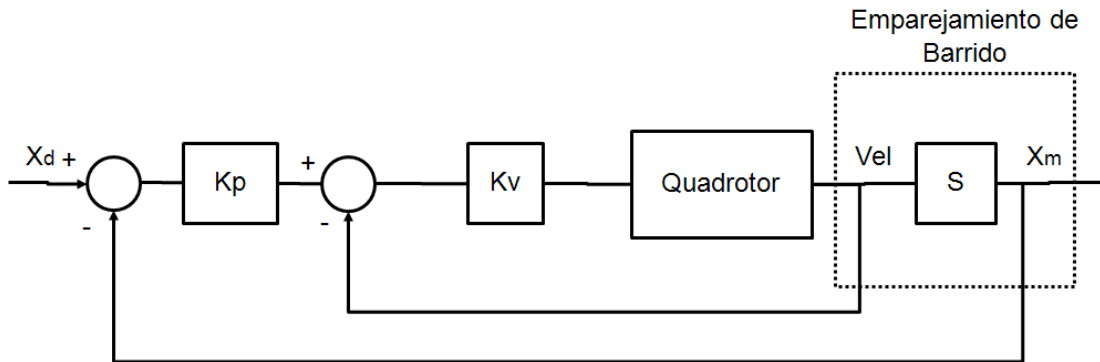 Emparejamiento de
Barrido
Xd + Kp + Kv Quadrotor Vel S Xm
- -